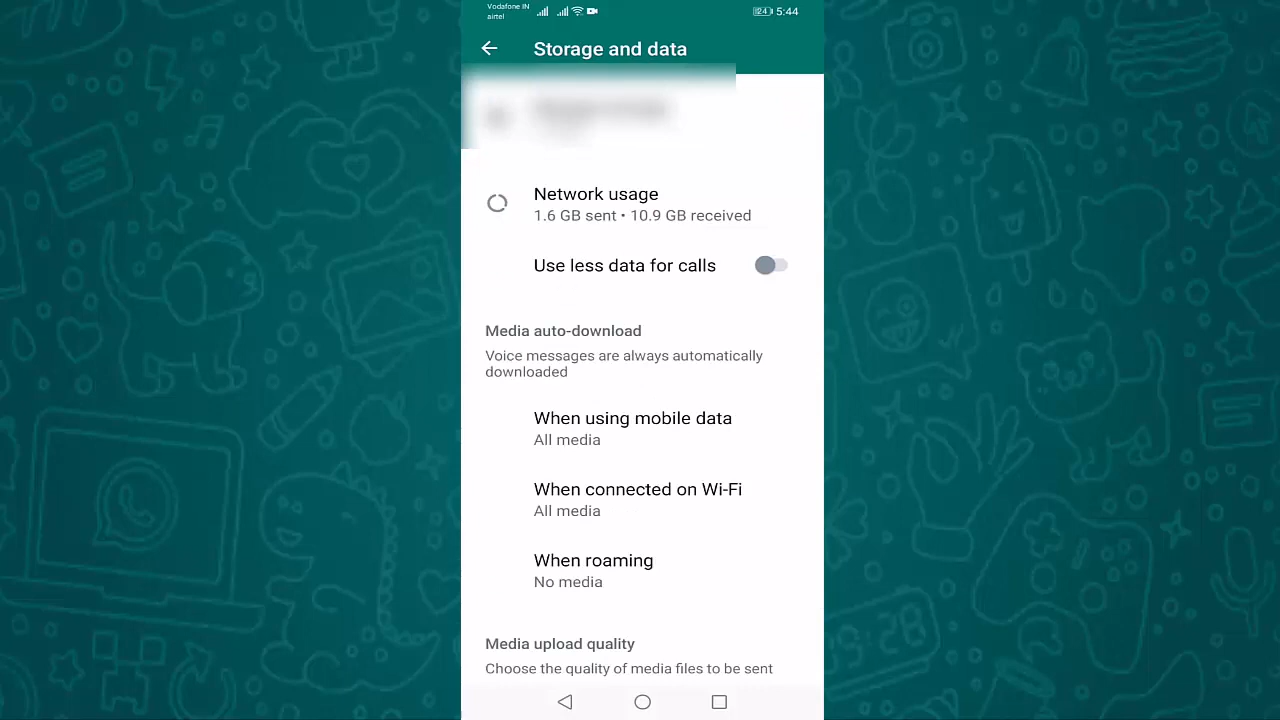 Vodafone IN
airtel
24
5:44
Storage and data
Network usage
1.6 GB sent • 10.9 GB received
Use less data for calls
Media auto-download
Voice messages are always automatically
downloaded
When using mobile data
All media
When connected on Wi-Fi
All media
When roaming
No media
Media upload quality
Choose the quality of media files to be sent